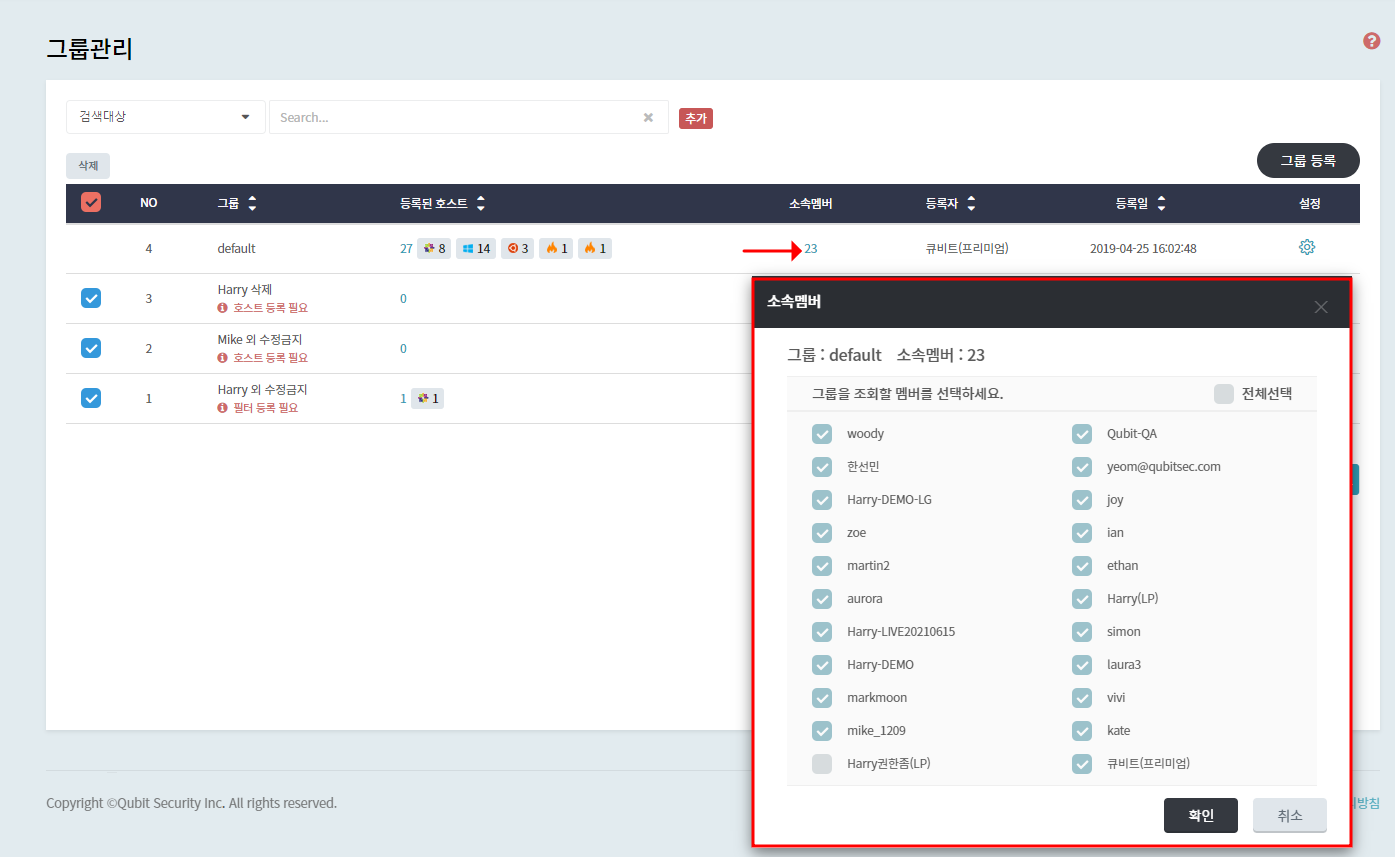 그룹관리
검색대상 Search... 추가
삭제 그룹 등록
NO 그룹 등록된 호스트 소속멤버 등록자 등록일 설정
4 default 27 8 14 3 1 1 23 큐비트(프리미엄) 2019-04-25 16:02:48
3 Harry 삭제 0
호스트 등록 필요
2 Mike 외 수정금지 0
호스트 등록 필요
1 Harry 외 수정금지 1 1
필터 등록 필요
소속멤버
그룹 : default 소속멤버 : 23
그룹을 조회할 멤버를 선택하세요. 전체선택
woody Qubit-QA
한선민 yeom@qubitsec.com
Harry-DEMO-LG joy
zoe ian
martin2 ethan
aurora Harry(LP)
Harry-LIVE20210615 simon
Harry-DEMO laura3
markmoon vivi
mike_1209 kate
Harry권한좀(LP) 큐비트(프리미엄)
확인 취소
Copyright ©Qubit Security Inc. All rights reserved. 방침